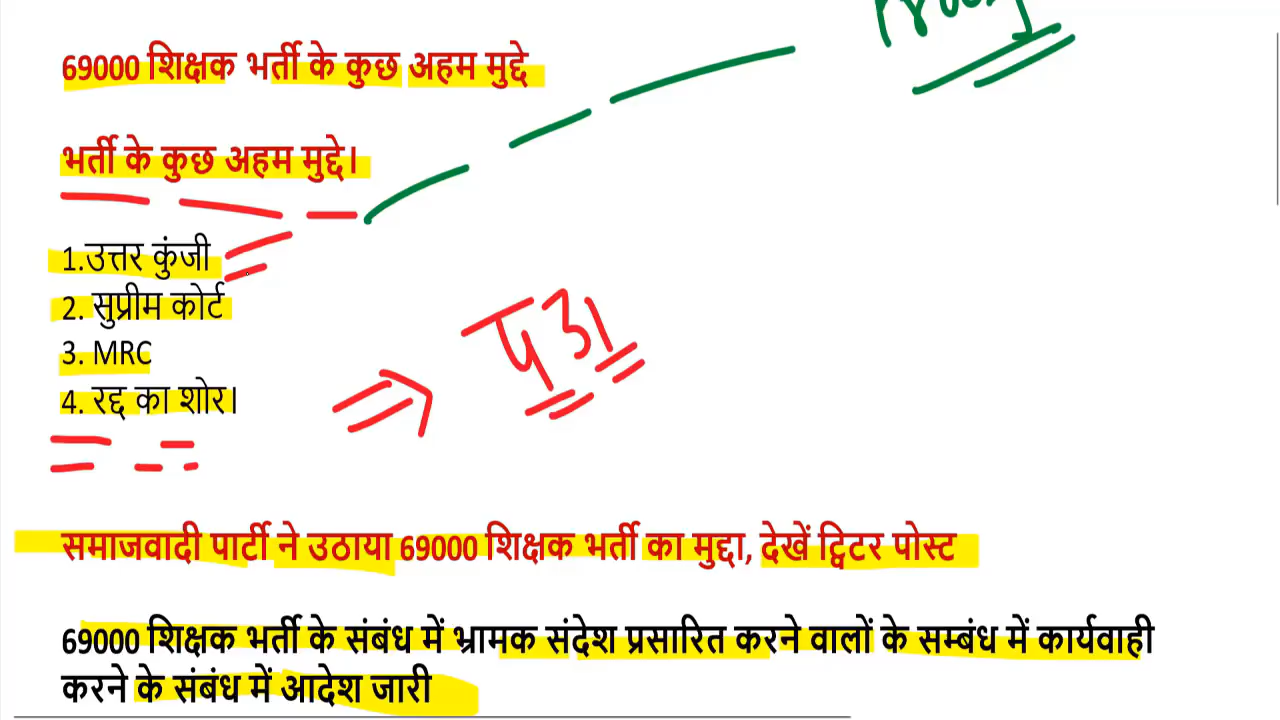 69000 शिक्षक भर्ती के कुछ अहम मुद्दे
भर्ती के कुछ अहम मुद्दे।
1.उत्तर कुंजी
2. सुप्रीम कोर्ट
3. MRC
4. रद्द का शोर।
समाजवादी पार्टी ने उठाया 69000 शिक्षक भर्ती का मुद्दा, देखें ट्विटर पोस्ट
69000 शिक्षक भर्ती के संबंध में भ्रामक संदेश प्रसारित करने वालों के सम्बंध में कार्यवाही
करने के संबंध में आदेश जारी